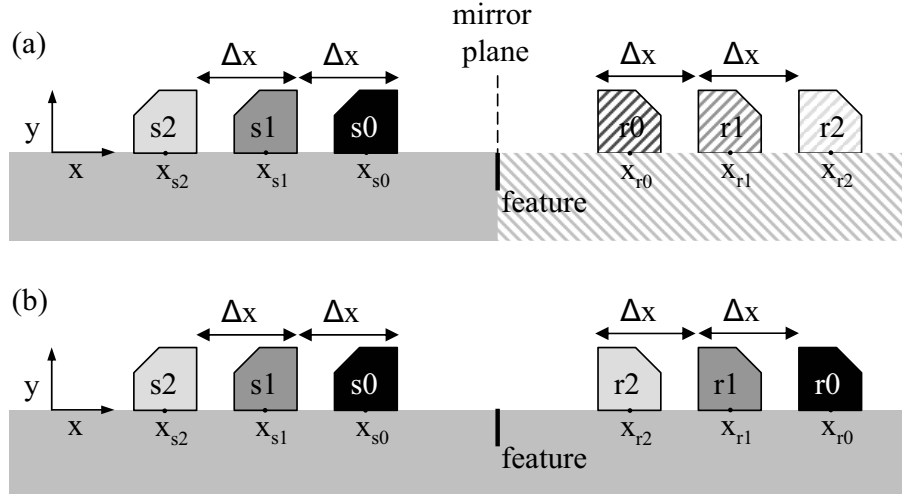 (a)
mirror
plane
Δx Δx Δx Δx
y
x
s2 s1 s0 r0 r1 r2
x_s2 x_s1 x_s0 x_r0 x_r1 x_r2
feature
(b)
Δx Δx Δx Δx
y
x
s2 s1 s0 r2 r1 r0
x_s2 x_s1 x_s0 x_r2 x_r1 x_r0
feature